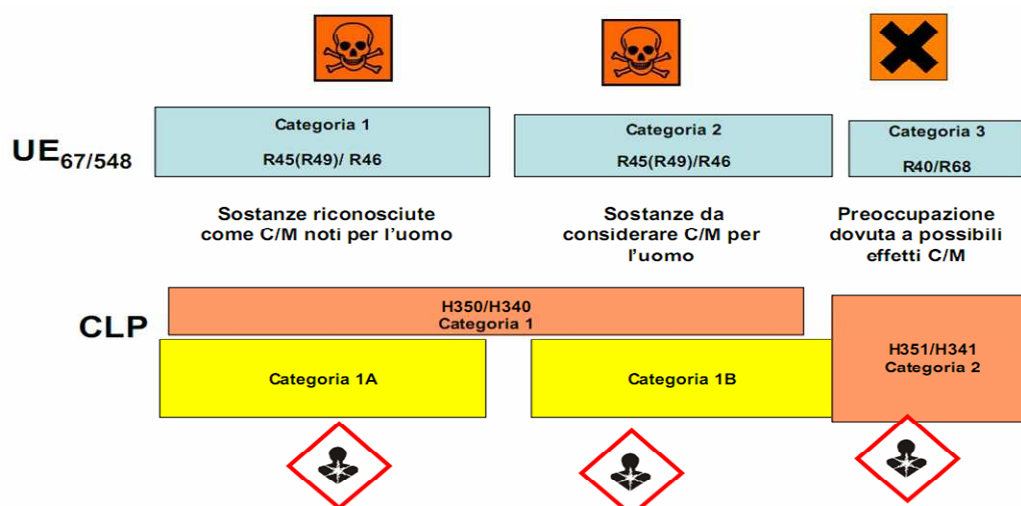 UE67/548
Categoria 1
R45(R49)/ R46
Categoria 2
R45(R49)/R46
Categoria 3
R40/R68
Sostanze riconosciute
come C/M noti per l'uomo
Sostanze da
considerare C/M per
l'uomo
Preoccupazione
dovuta a possibili
effetti C/M
CLP
H350/H340
Categoria 1
Categoria 1A
Categoria 1B
H351/H341
Categoria 2